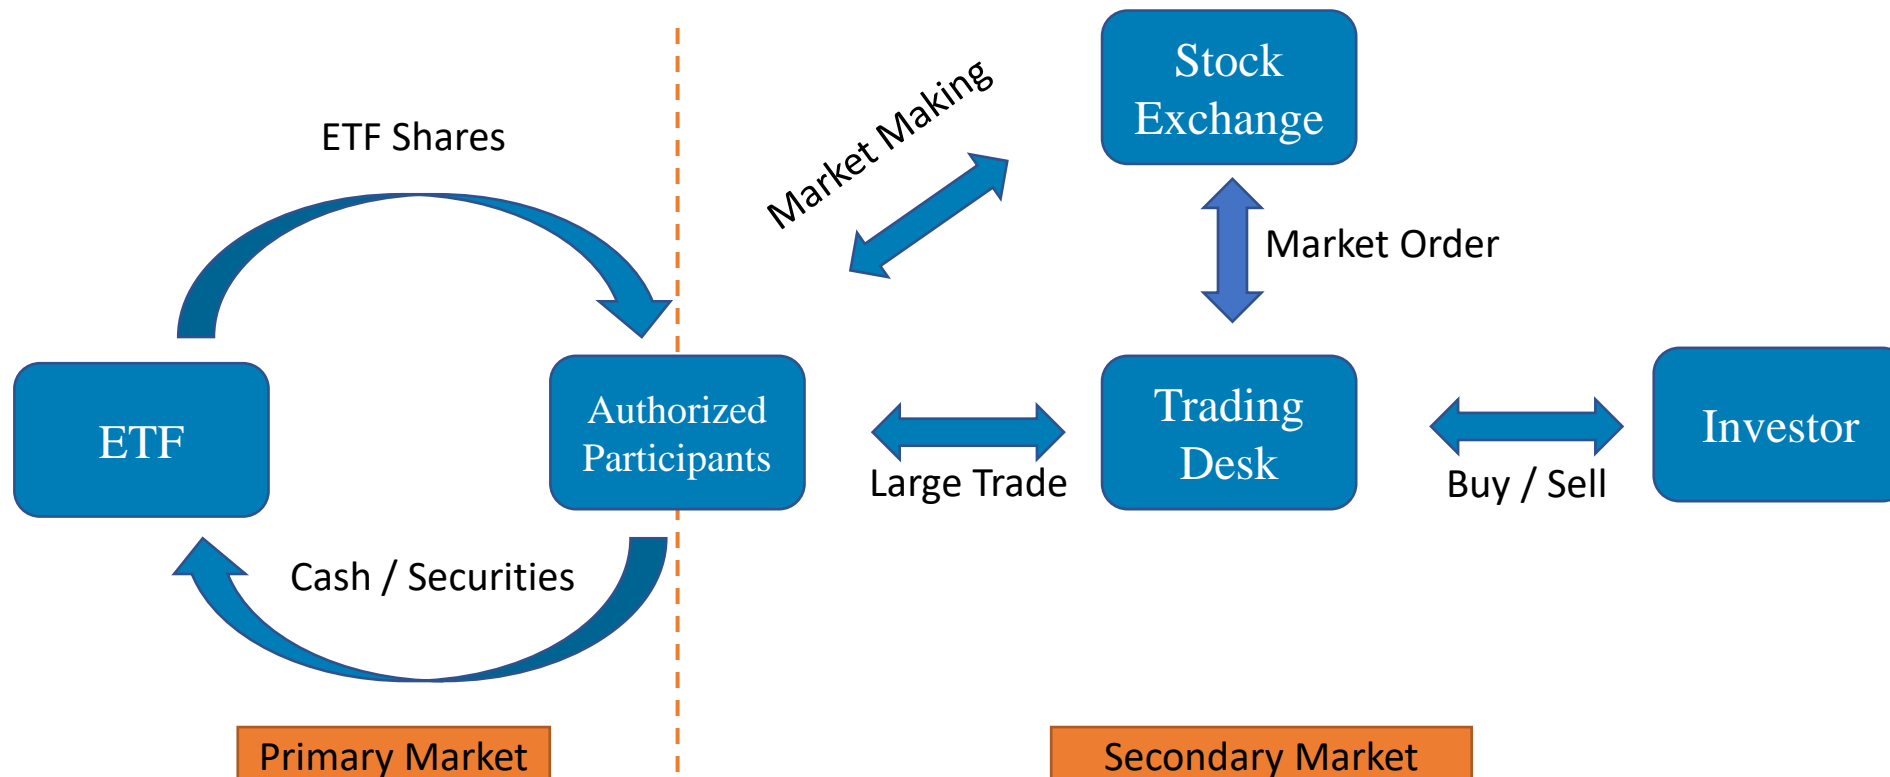 Stock
Exchange
Market Making
ETF Shares
Market Order
ETF
Authorized
Participants
Large Trade
Trading
Desk
Buy / Sell
Investor
Cash / Securities
Primary Market
Secondary Market